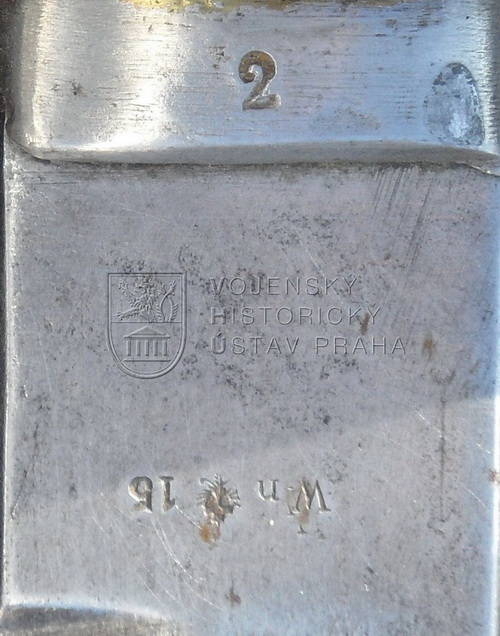 2
VOJENSKÝ
HISTORICKÝ
ÚSTAV PRAHA
Wn 15